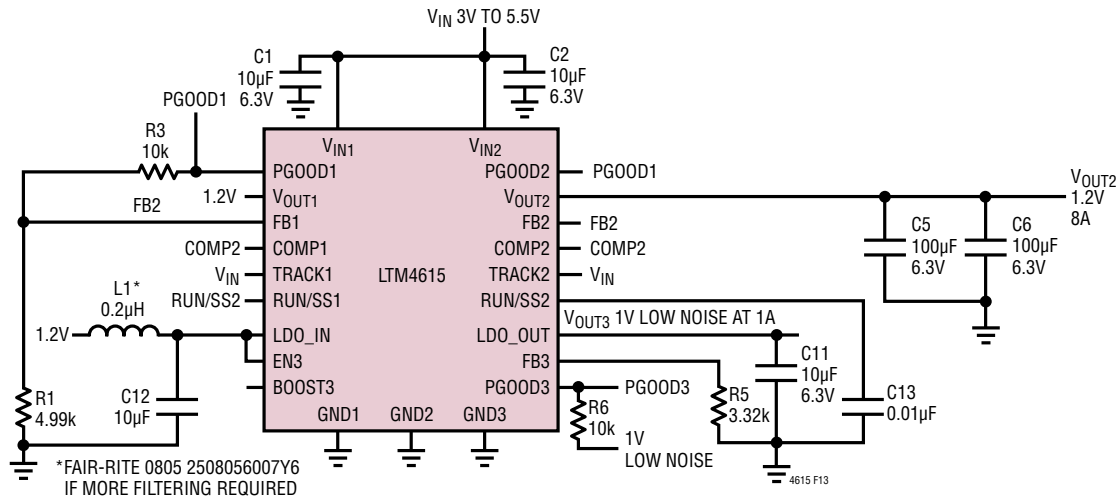 VIN 3V TO 5.5V
C1
10µF
6.3V
C2
10µF
6.3V
PGOOD1
R3
10k
VIN1
VIN2
PGOOD1
PGOOD2
PGOOD1
1.2V
VOUT1
VOUT2
VOUT2
1.2V
8A
FB2
FB1
FB2
FB2
C5
100µF
6.3V
C6
100µF
6.3V
COMP2
COMP1
COMP2
COMP2
VIN
TRACK1
LTM4615
TRACK2
VIN
L1*
0.2µH
RUN/SS2
RUN/SS1
RUN/SS2
1.2V
LDO_IN
LDO_OUT
VOUT3 1V LOW NOISE AT 1A
EN3
FB3
C11
10µF
6.3V
BOOST3
PGOOD3
PGOOD3
R1
4.99k
C12
10µF
GND1
GND2
GND3
R6
10k
R5
3.32k
C13
0.01µF
1V
LOW NOISE
*FAIR-RITE 0805 2508056007Y6
IF MORE FILTERING REQUIRED
4615 F13